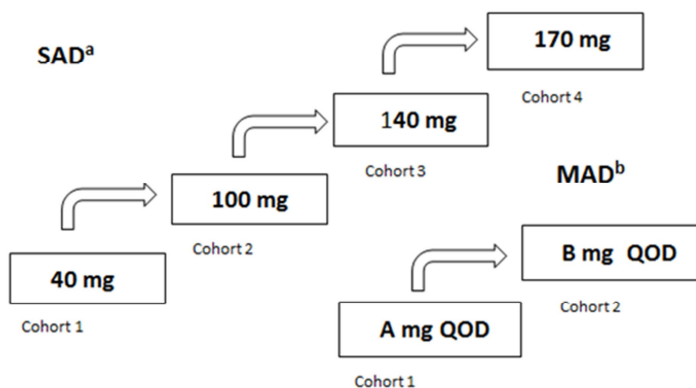 SADᵃ
170 mg
Cohort 4
140 mg
Cohort 3
MADᵇ
100 mg
Cohort 2
B mg QOD
Cohort 2
40 mg
Cohort 1
A mg QOD
Cohort 1